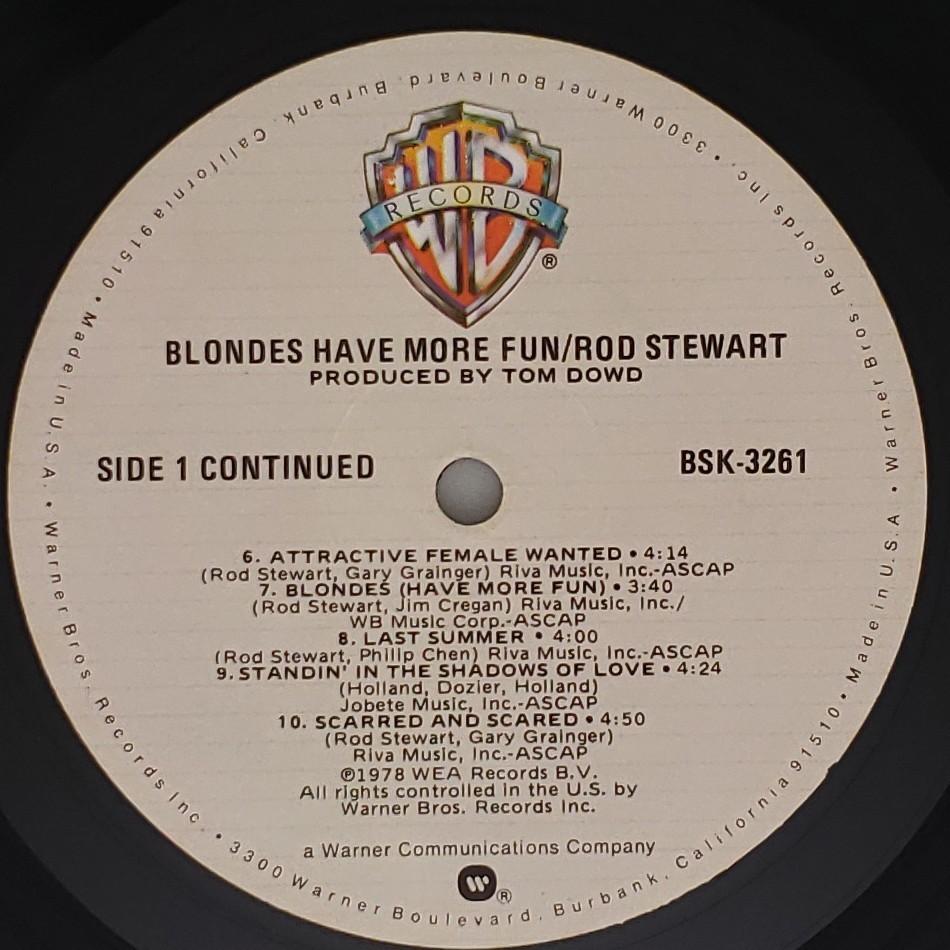 WB
RECORDS
®
BLONDES HAVE MORE FUN/ROD STEWART
PRODUCED BY TOM DOWD
SIDE 1 CONTINUED
BSK-3261
6. ATTRACTIVE FEMALE WANTED • 4:14
(Rod Stewart, Gary Grainger) Riva Music, Inc.-ASCAP
7. BLONDES (HAVE MORE FUN) • 3:40
(Rod Stewart, Jim Cregan) Riva Music, Inc./
WB Music Corp.-ASCAP
8. LAST SUMMER • 4:00
(Rod Stewart, Philip Chen) Riva Music, Inc.-ASCAP
9. STANDIN' IN THE SHADOWS OF LOVE • 4:24
(Holland, Dozier, Holland)
Jobete Music, Inc.-ASCAP
10. SCARRED AND SCARED • 4:50
(Rod Stewart, Gary Grainger)
Riva Music, Inc.-ASCAP
℗1978 WEA Records B.V.
All rights controlled in the U.S. by
Warner Bros. Records Inc.
a Warner Communications Company
W ®
Warner Bros. Records Inc. • 3300 Warner Boulevard, Burbank, California 91510 • Made in U.S.A. • Warner Bros. Records Inc. • 3300 Warner Boulevard, Burbank, California 91510 • Made in U.S.A. •